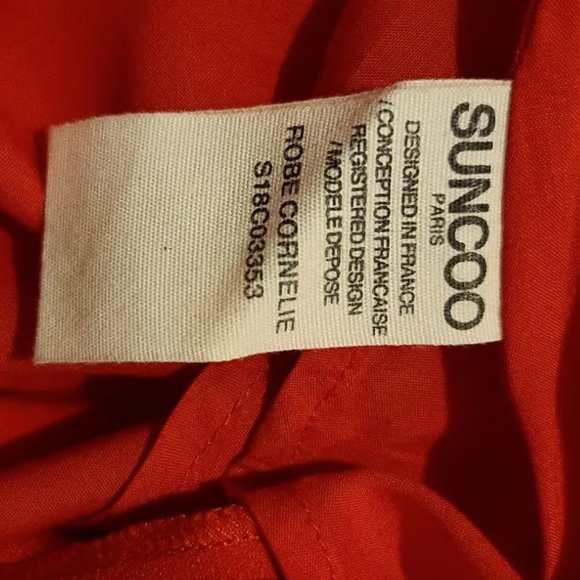 SUNCOO
PARIS
DESIGNED IN FRANCE
/ CONCEPTION FRANCAISE
REGISTERED DESIGN
/ MODELE DEPOSE
ROBE CORNELIE
S18C03353